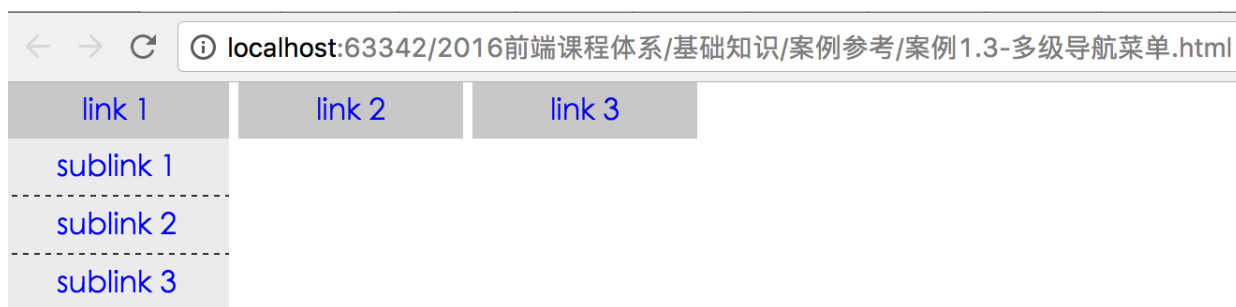 localhost:63342/2016前端课程体系/基础知识/案例参考/案例1.3-多级导航菜单.html
link 1 link 2 link 3
sublink 1
sublink 2
sublink 3